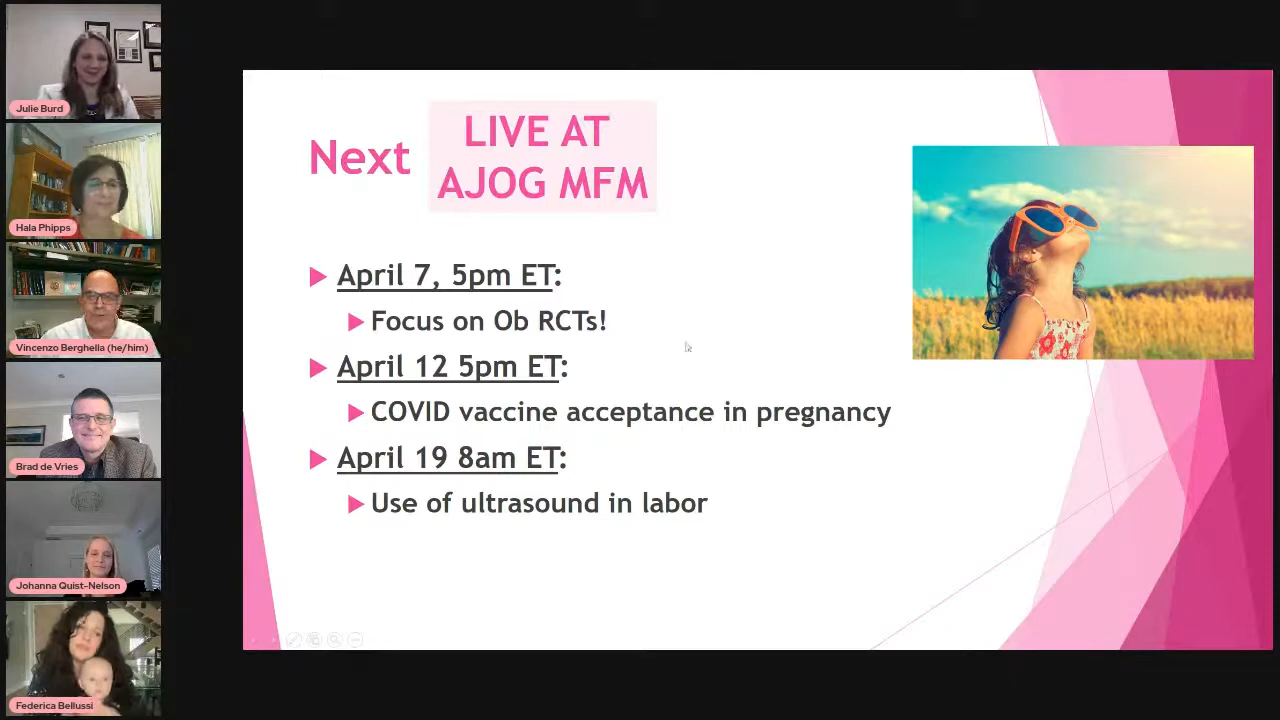 Julie Burd
Hala Phipps
Vincenzo Berghella (he/him)
Brad de Vries
Johanna Quist-Nelson
Federica Bellussi
Next
LIVE AT
AJOG MFM
April 7, 5pm ET:
Focus on Ob RCTs!
April 12 5pm ET:
COVID vaccine acceptance in pregnancy
April 19 8am ET:
Use of ultrasound in labor